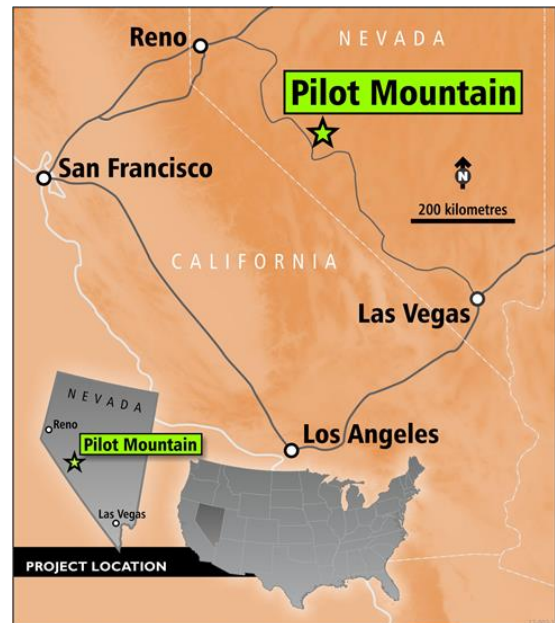 Reno
NEVADA
Pilot Mountain
San Francisco
N
200 kilometres
CALIFORNIA
Las Vegas
Los Angeles
NEVADA
Reno
Pilot Mountain
Las Vegas
PROJECT LOCATION